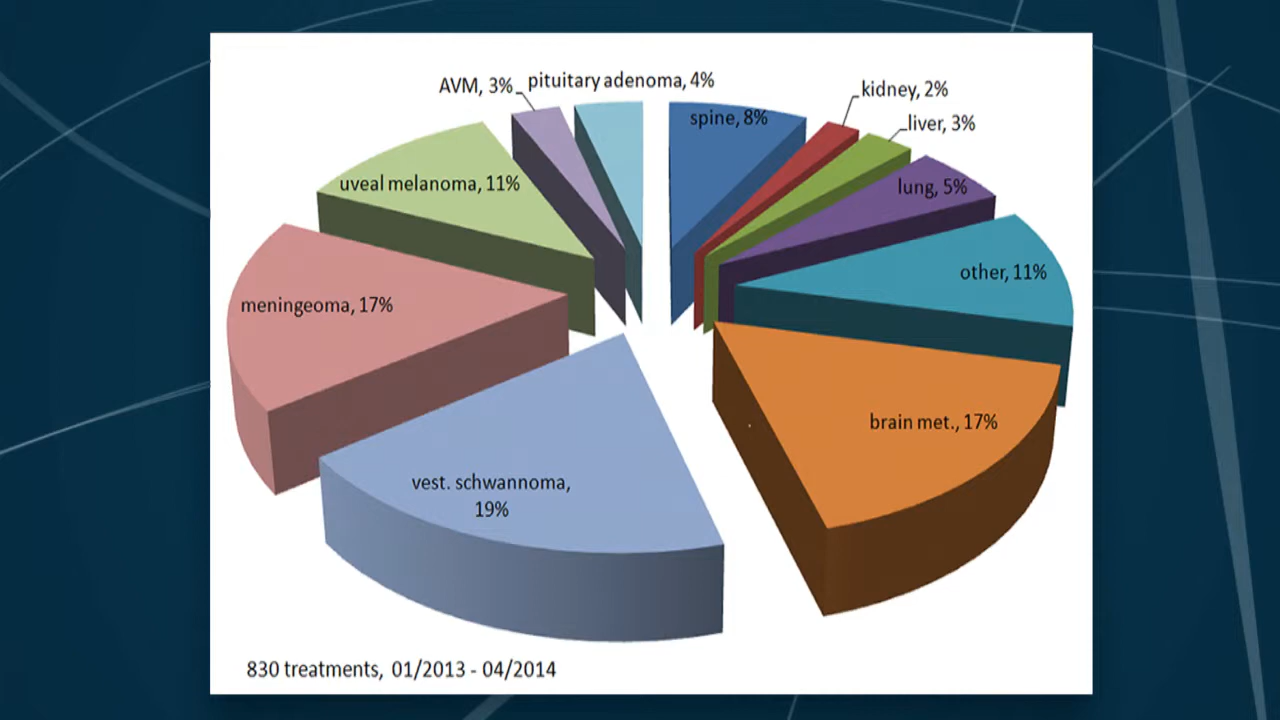 AVM, 3%
pituitary adenoma, 4%
spine, 8%
kidney, 2%
liver, 3%
lung, 5%
other, 11%
brain met., 17%
vest. schwannoma,
19%
meningeoma, 17%
uveal melanoma, 11%
830 treatments, 01/2013 - 04/2014